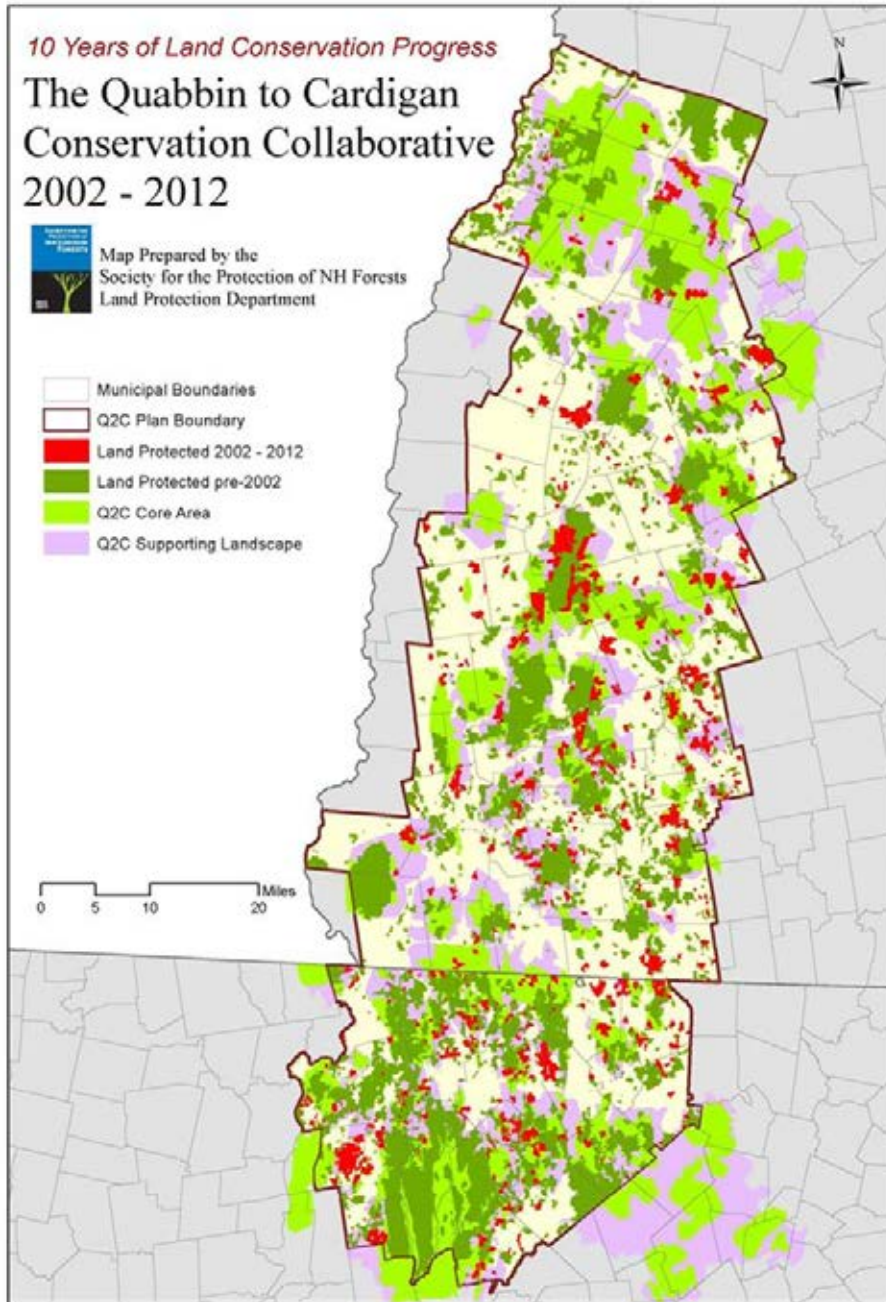 10 Years of Land Conservation Progress
The Quabbin to Cardigan
Conservation Collaborative
2002 - 2012
Map Prepared by the
Society for the Protection of NH Forests
Land Protection Department
N
Municipal Boundaries
Q2C Plan Boundary
Land Protected 2002 - 2012
Land Protected pre-2002
Q2C Core Area
Q2C Supporting Landscape
Miles
0 5 10 20